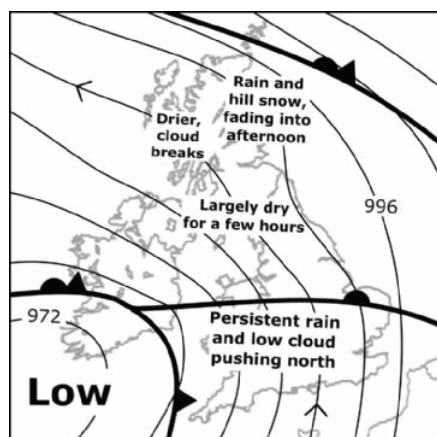 Rain and
hill snow,
fading into
afternoon
Drier,
cloud
breaks
Largely dry
for a few hours
996
972
Persistent rain
and low cloud
pushing north
Low